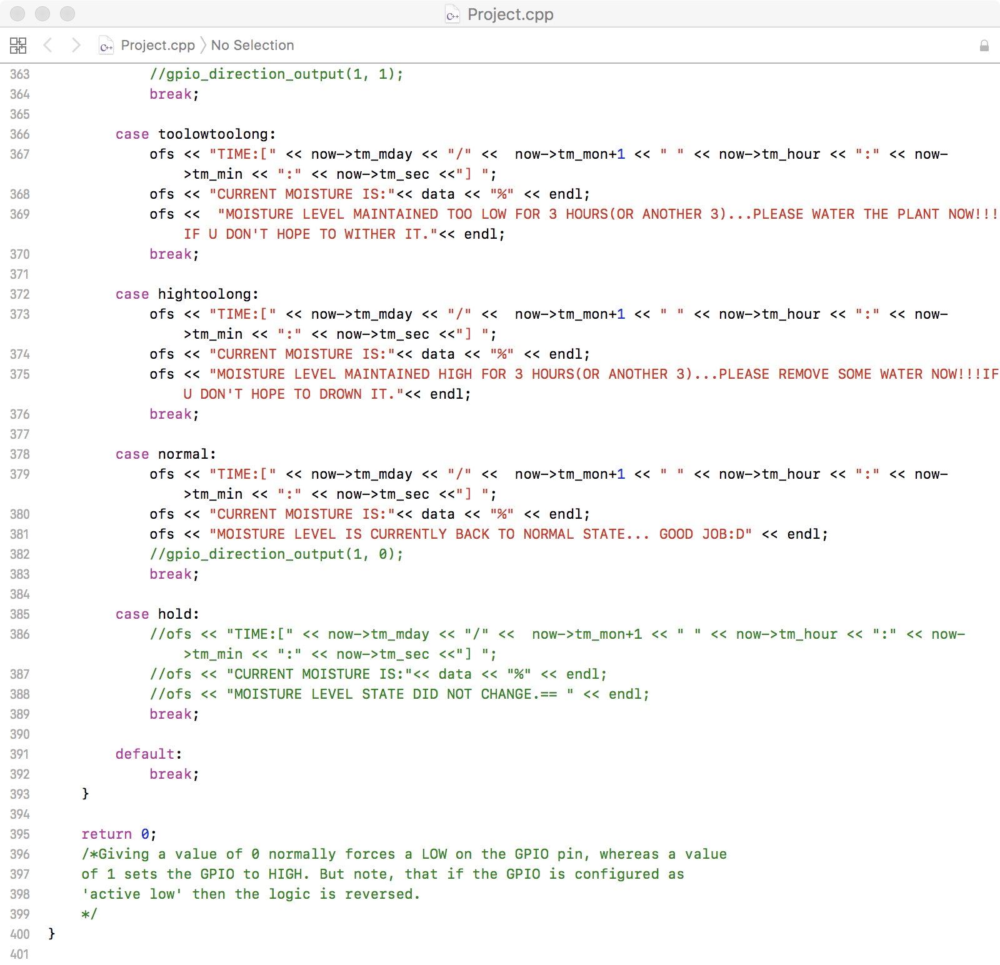 Project.cpp
Project.cpp 〉 No Selection
363 //gpio_direction_output(1, 1);
364 break;
365
366 case toolowtoolong:
367 ofs << "TIME:[" << now->tm_mday << "/" <<  now->tm_mon+1 << " " << now->tm_hour << ":" << now-
>tm_min << ":" << now->tm_sec <<"] ";
368 ofs << "CURRENT MOISTURE IS:"<< data << "%" << endl;
369 ofs <<  "MOISTURE LEVEL MAINTAINED TOO LOW FOR 3 HOURS(OR ANOTHER 3)...PLEASE WATER THE PLANT NOW!!!
IF U DON'T HOPE TO WITHER IT."<< endl;
370 break;
371
372 case hightoolong:
373 ofs << "TIME:[" << now->tm_mday << "/" <<  now->tm_mon+1 << " " << now->tm_hour << ":" << now-
>tm_min << ":" << now->tm_sec <<"] ";
374 ofs << "CURRENT MOISTURE IS:"<< data << "%" << endl;
375 ofs << "MOISTURE LEVEL MAINTAINED HIGH FOR 3 HOURS(OR ANOTHER 3)...PLEASE REMOVE SOME WATER NOW!!!IF
U DON'T HOPE TO DROWN IT."<< endl;
376 break;
377
378 case normal:
379 ofs << "TIME:[" << now->tm_mday << "/" <<  now->tm_mon+1 << " " << now->tm_hour << ":" << now-
>tm_min << ":" << now->tm_sec <<"] ";
380 ofs << "CURRENT MOISTURE IS:"<< data << "%" << endl;
381 ofs << "MOISTURE LEVEL IS CURRENTLY BACK TO NORMAL STATE... GOOD JOB:D" << endl;
382 //gpio_direction_output(1, 0);
383 break;
384
385 case hold:
386 //ofs << "TIME:[" << now->tm_mday << "/" <<  now->tm_mon+1 << " " << now->tm_hour << ":" << now-
>tm_min << ":" << now->tm_sec <<"] ";
387 //ofs << "CURRENT MOISTURE IS:"<< data << "%" << endl;
388 //ofs << "MOISTURE LEVEL STATE DID NOT CHANGE.== " << endl;
389 break;
390
391 default:
392 break;
393 }
394
395 return 0;
396 /*Giving a value of 0 normally forces a LOW on the GPIO pin, whereas a value
397 of 1 sets the GPIO to HIGH. But note, that if the GPIO is configured as
398 'active low' then the logic is reversed.
399 */
400 }
401